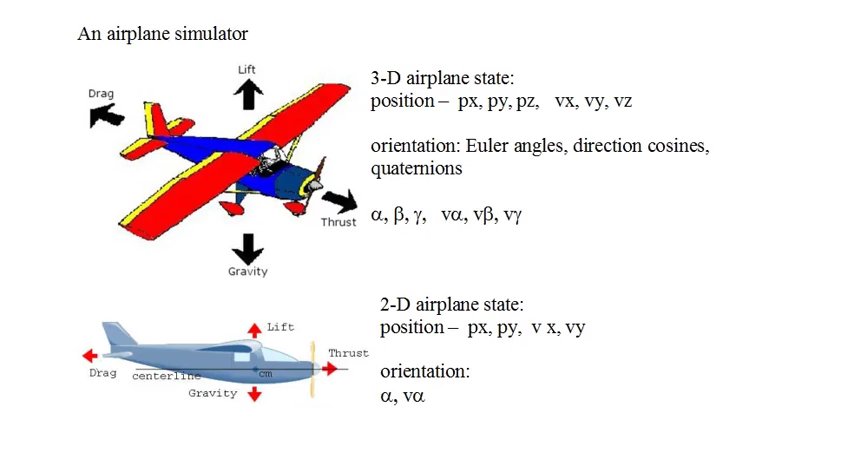 An airplane simulator
Lift
Drag
Thrust
Gravity
3-D airplane state:
position – px, py, pz, vx, vy, vz
orientation: Euler angles, direction cosines,
quaternions
α, β, γ, vα, vβ, vγ
Lift
Thrust
Drag
centerline
cm
Gravity
2-D airplane state:
position – px, py, v x, vy
orientation:
α, vα